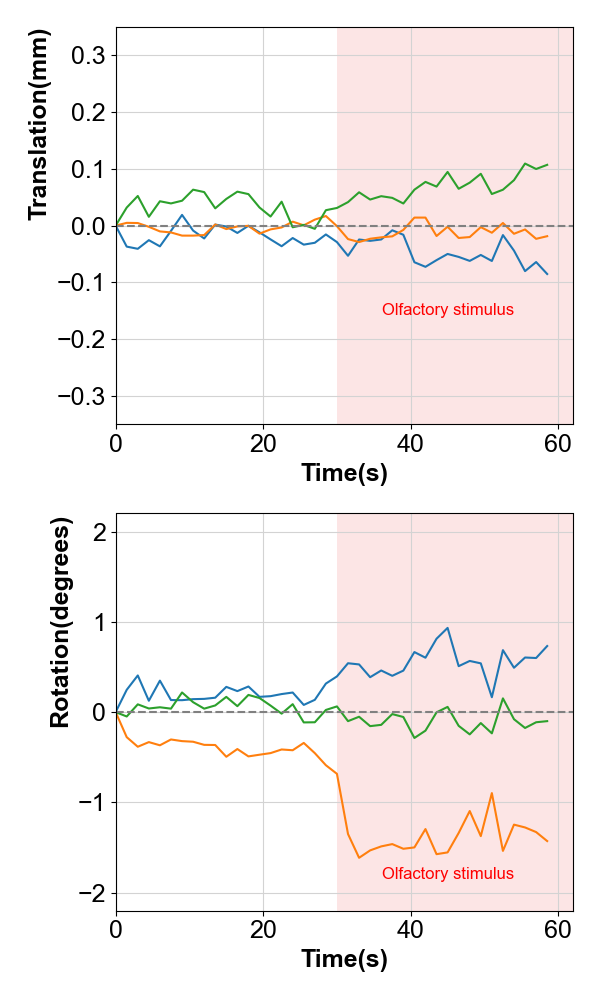 Translation(mm)
0.3
0.2
0.1
0.0
−0.1
−0.2
−0.3
Olfactory stimulus
0 20 40 60
Time(s)
Rotation(degrees)
2
1
0
−1
−2
Olfactory stimulus
0 20 40 60
Time(s)